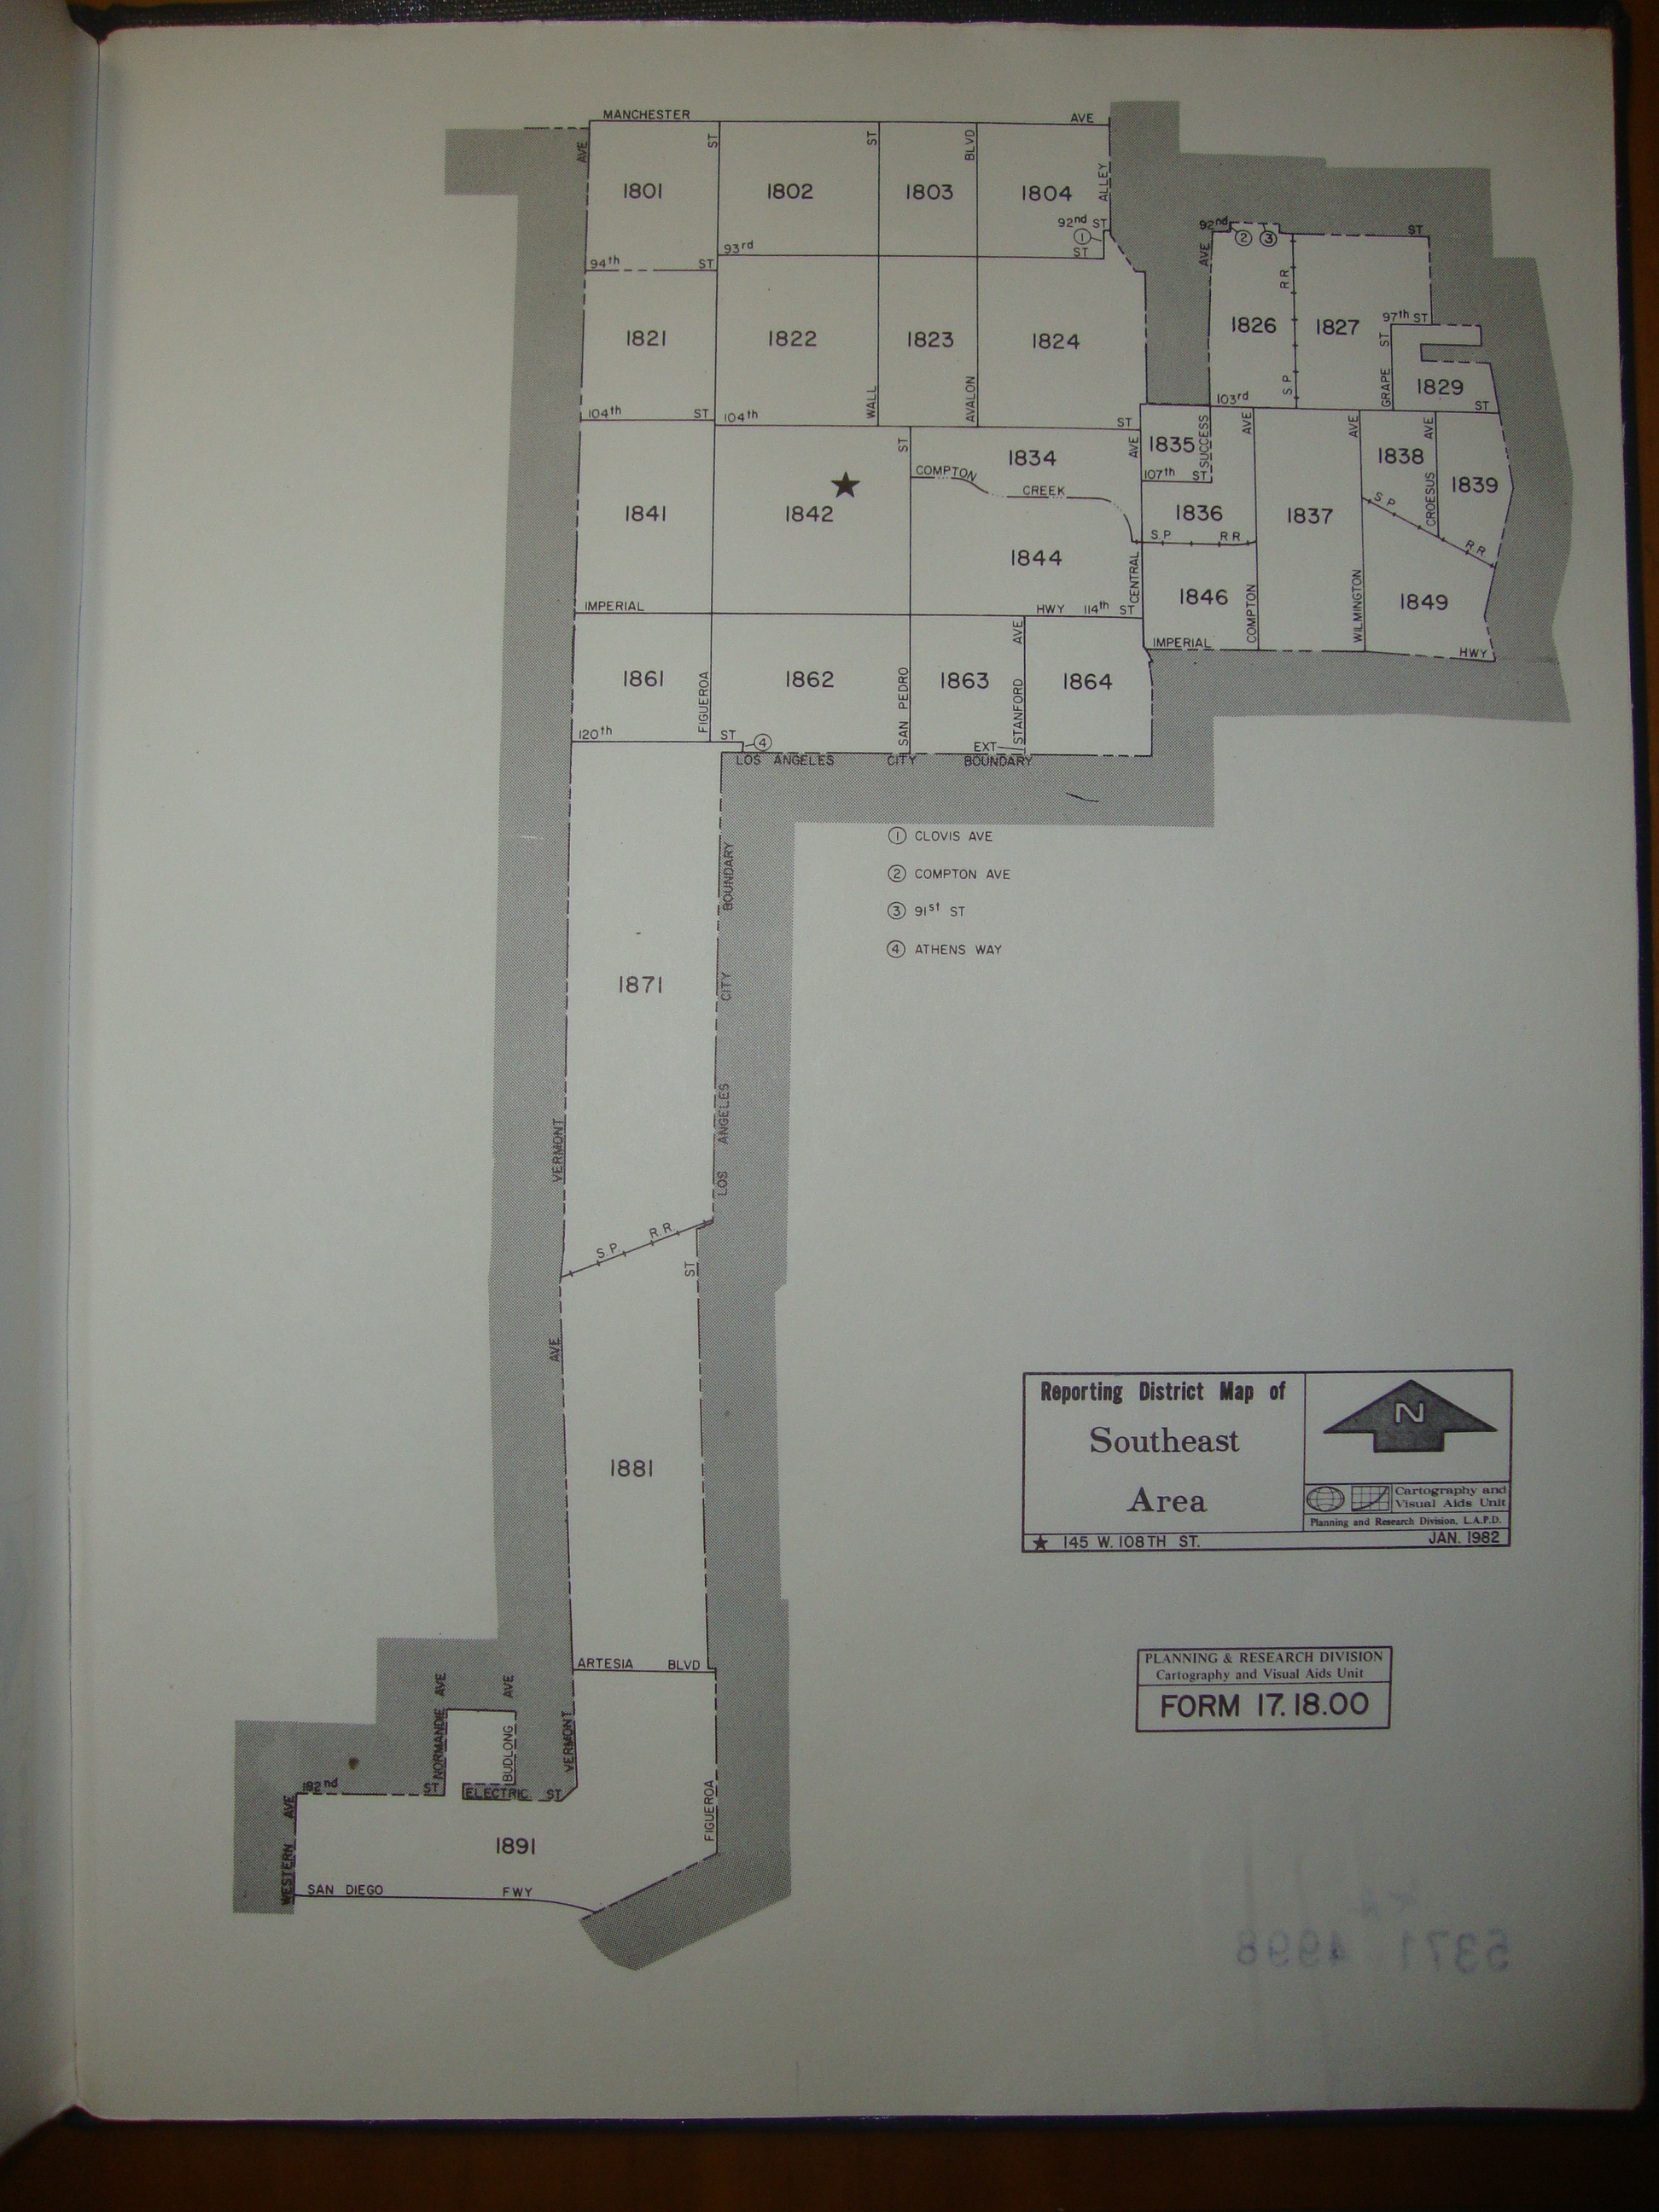 MANCHESTER AVE
AVE ST ST BLVD ALLEY
1801 1802 1803 1804
92nd ST
1
93rd ST
94th ST
92nd ST
2 3
AVE R R
1821 1822 1823 1824
1826 1827
97th ST
ST
1829
WALL AVALON
S.P. GRAPE
103rd ST
104th ST 104th ST
ST AVE SUCCESS AVE AVE AVE
1834 1835 1838
COMPTON CREEK
107th ST
1839
1841 1842
1836 1837
S P CROESUS
S.P. R R
R R
1844
CENTRAL
1846 COMPTON WILMINGTON 1849
IMPERIAL HWY 114th ST
IMPERIAL HWY
AVE
1861 1862 1863 1864
FIGUEROA SAN PEDRO STANFORD
120th ST
4
EXT
LOS ANGELES CITY BOUNDARY
1 CLOVIS AVE
2 COMPTON AVE
3 91st ST
4 ATHENS WAY
1871
LOS ANGELES CITY BOUNDARY
VERMONT AVE
S.P. R.R.
ST
1881
Reporting District Map of
Southeast
Area
N
Cartography and
Visual Aids Unit
Planning and Research Division, L.A.P.D.
★ 145 W. 108TH ST. JAN. 1982
ARTESIA BLVD
PLANNING & RESEARCH DIVISION
Cartography and Visual Aids Unit
FORM 17.18.00
NORMANDIE AVE
BUDLONG AVE
VERMONT
182nd ST
ELECTRIC ST
WESTERN AVE
FIGUEROA
1891
SAN DIEGO FWY
5371 4998